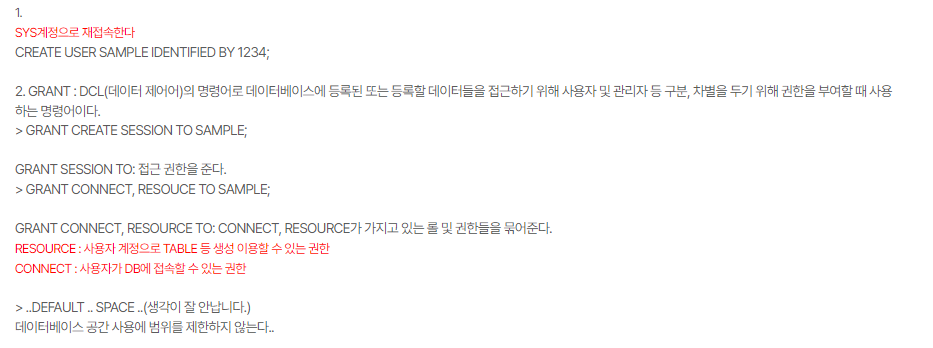 1.
SYS계정으로 재접속한다
CREATE USER SAMPLE IDENTIFIED BY 1234;
2. GRANT : DCL(데이터 제어어)의 명령어로 데이터베이스에 등록된 또는 등록할 데이터들을 접근하기 위해 사용자 및 관리자 등 구분, 차별을 두기 위해 권한을 부여할 때 사용
하는 명령어이다.
> GRANT CREATE SESSION TO SAMPLE;
GRANT SESSION TO: 접근 권한을 준다.
> GRANT CONNECT, RESOUCE TO SAMPLE;
GRANT CONNECT, RESOURCE TO: CONNECT, RESOURCE가 가지고 있는 롤 및 권한들을 묶어준다.
RESOURCE : 사용자 계정으로 TABLE 등 생성 이용할 수 있는 권한
CONNECT : 사용자가 DB에 접속할 수 있는 권한
> ..DEFAULT .. SPACE ..(생각이 잘 안납니다.)
데이터베이스 공간 사용에 범위를 제한하지 않는다..